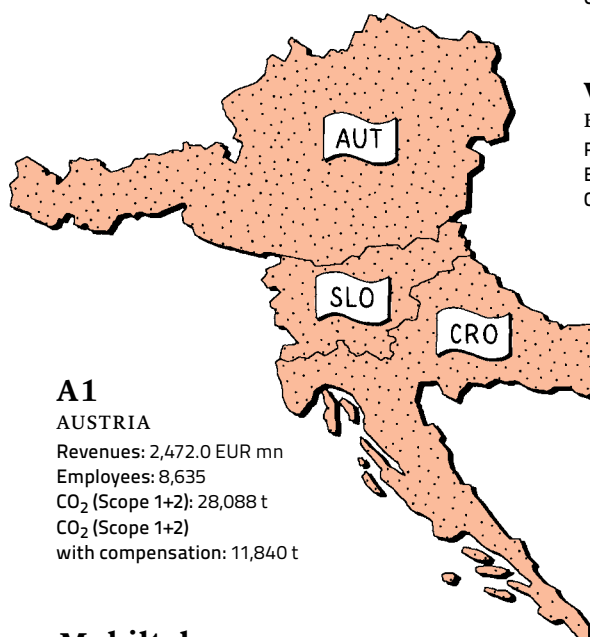 AUT
SLO
CRO
A1
AUSTRIA
Revenues: 2,472.0 EUR mn
Employees: 8,635
CO₂ (Scope 1+2): 28,088 t
CO₂ (Scope 1+2)
with compensation: 11,840 t